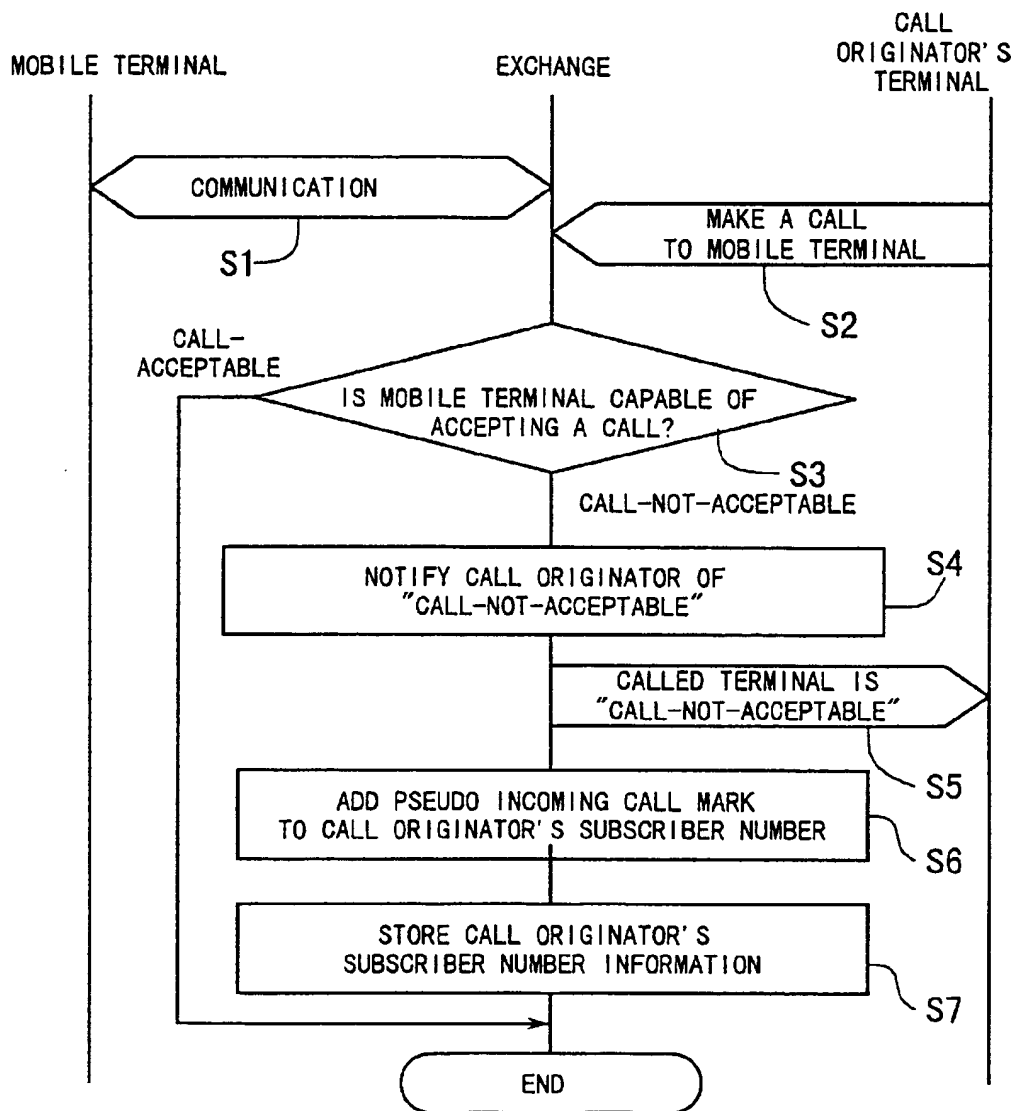 MOBILE TERMINAL
EXCHANGE
CALL
ORIGINATOR'S
TERMINAL
COMMUNICATION
S1
MAKE A CALL
TO MOBILE TERMINAL
S2
CALL-
ACCEPTABLE
IS MOBILE TERMINAL CAPABLE OF
ACCEPTING A CALL?
S3
CALL-NOT-ACCEPTABLE
NOTIFY CALL ORIGINATOR OF
"CALL-NOT-ACCEPTABLE"
S4
CALLED TERMINAL IS
"CALL-NOT-ACCEPTABLE"
S5
ADD PSEUDO INCOMING CALL MARK
TO CALL ORIGINATOR'S SUBSCRIBER NUMBER
S6
STORE CALL ORIGINATOR'S
SUBSCRIBER NUMBER INFORMATION
S7
END